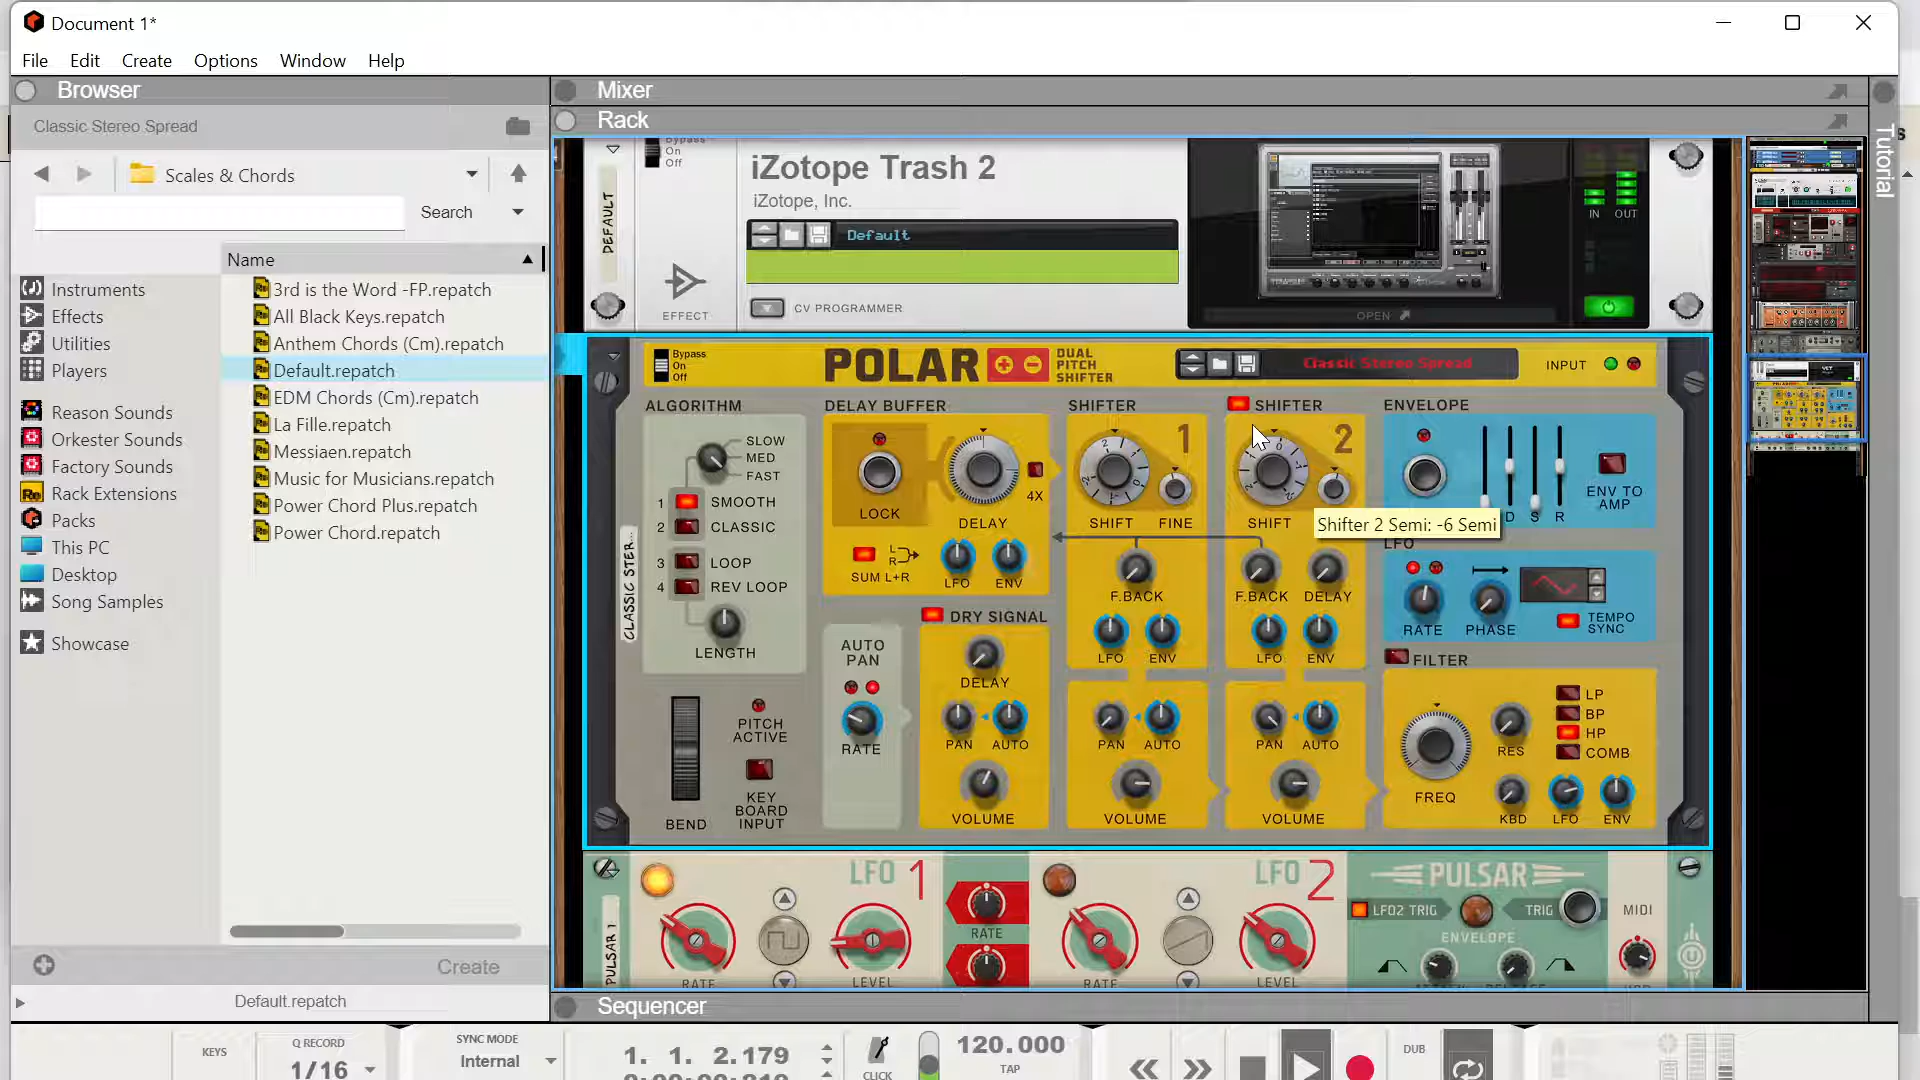 Document 1*
File Edit Create Options Window Help
Browser
Mixer
Rack
Classic Stereo Spread
Scales & Chords
Search
Name
Instruments
Effects
Utilities
Players
Reason Sounds
Orkester Sounds
Factory Sounds
Rack Extensions
Packs
This PC
Desktop
Song Samples
Showcase
3rd is the Word -FP.repatch
All Black Keys.repatch
Anthem Chords (Cm).repatch
Default.repatch
EDM Chords (Cm).repatch
La Fille.repatch
Messiaen.repatch
Music for Musicians.repatch
Power Chord Plus.repatch
Power Chord.repatch
Create
Default.repatch
Tutorial
Bypass
On
Off
DEFAULT
iZotope Trash 2
iZotope, Inc.
Default
EFFECT
CV PROGRAMMER
OPEN
IN OUT
Bypass
On
Off
POLAR
DUAL
PITCH
SHIFTER
Classic Stereo Spread
INPUT
CLASSIC STER...
ALGORITHM
SLOW
MED
FAST
1 SMOOTH
2 CLASSIC
3 LOOP
4 REV LOOP
LENGTH
BEND
PITCH
ACTIVE
KEY
BOARD
INPUT
DELAY BUFFER
LOCK
DELAY
4X
SUM L+R
L
R
LFO ENV
AUTO
PAN
RATE
DRY SIGNAL
DELAY
PAN AUTO
VOLUME
SHIFTER 1
SHIFT FINE
F.BACK
LFO ENV
PAN AUTO
VOLUME
SHIFTER 2
SHIFT
Shifter 2 Semi: -6 Semi
F.BACK DELAY
LFO ENV
PAN AUTO
VOLUME
ENVELOPE
D S R
ENV TO
AMP
LFO
RATE PHASE
TEMPO
SYNC
FILTER
FREQ
RES
LP
BP
HP
COMB
KBD LFO ENV
PULSAR 1
LFO 1
RATE
LEVEL
RATE
LFO 2
RATE
LEVEL
PULSAR
LFO2 TRIG
TRIG
ENVELOPE
MIDI
Sequencer
KEYS
Q RECORD
1/16
SYNC MODE
Internal
1. 1. 2.179
CLICK
120.000
TAP
DUB